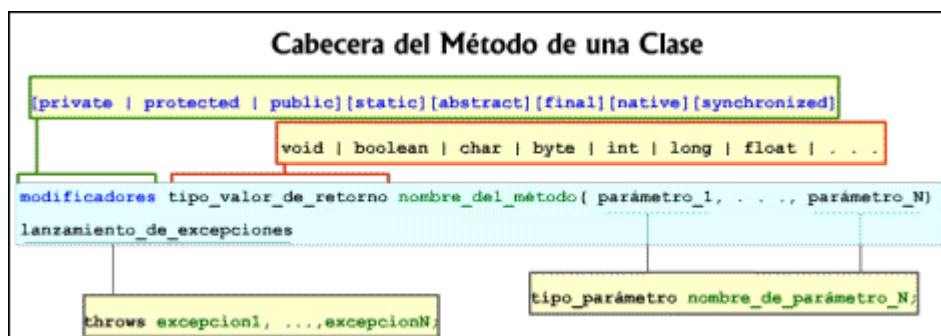 Cabecera del Método de una Clase
[private | protected | public][static][abstract][final][native][synchronized]
void | boolean | char | byte | int | long | float | . . .
modificadores tipo_valor_de_retorno nombre_del_método( parámetro_1, . . ., parámetro_N)
lanzamiento_de_excepciones
tipo_parámetro nombre_de_parámetro_N;
throws excepcion1, ...,excepcionN;